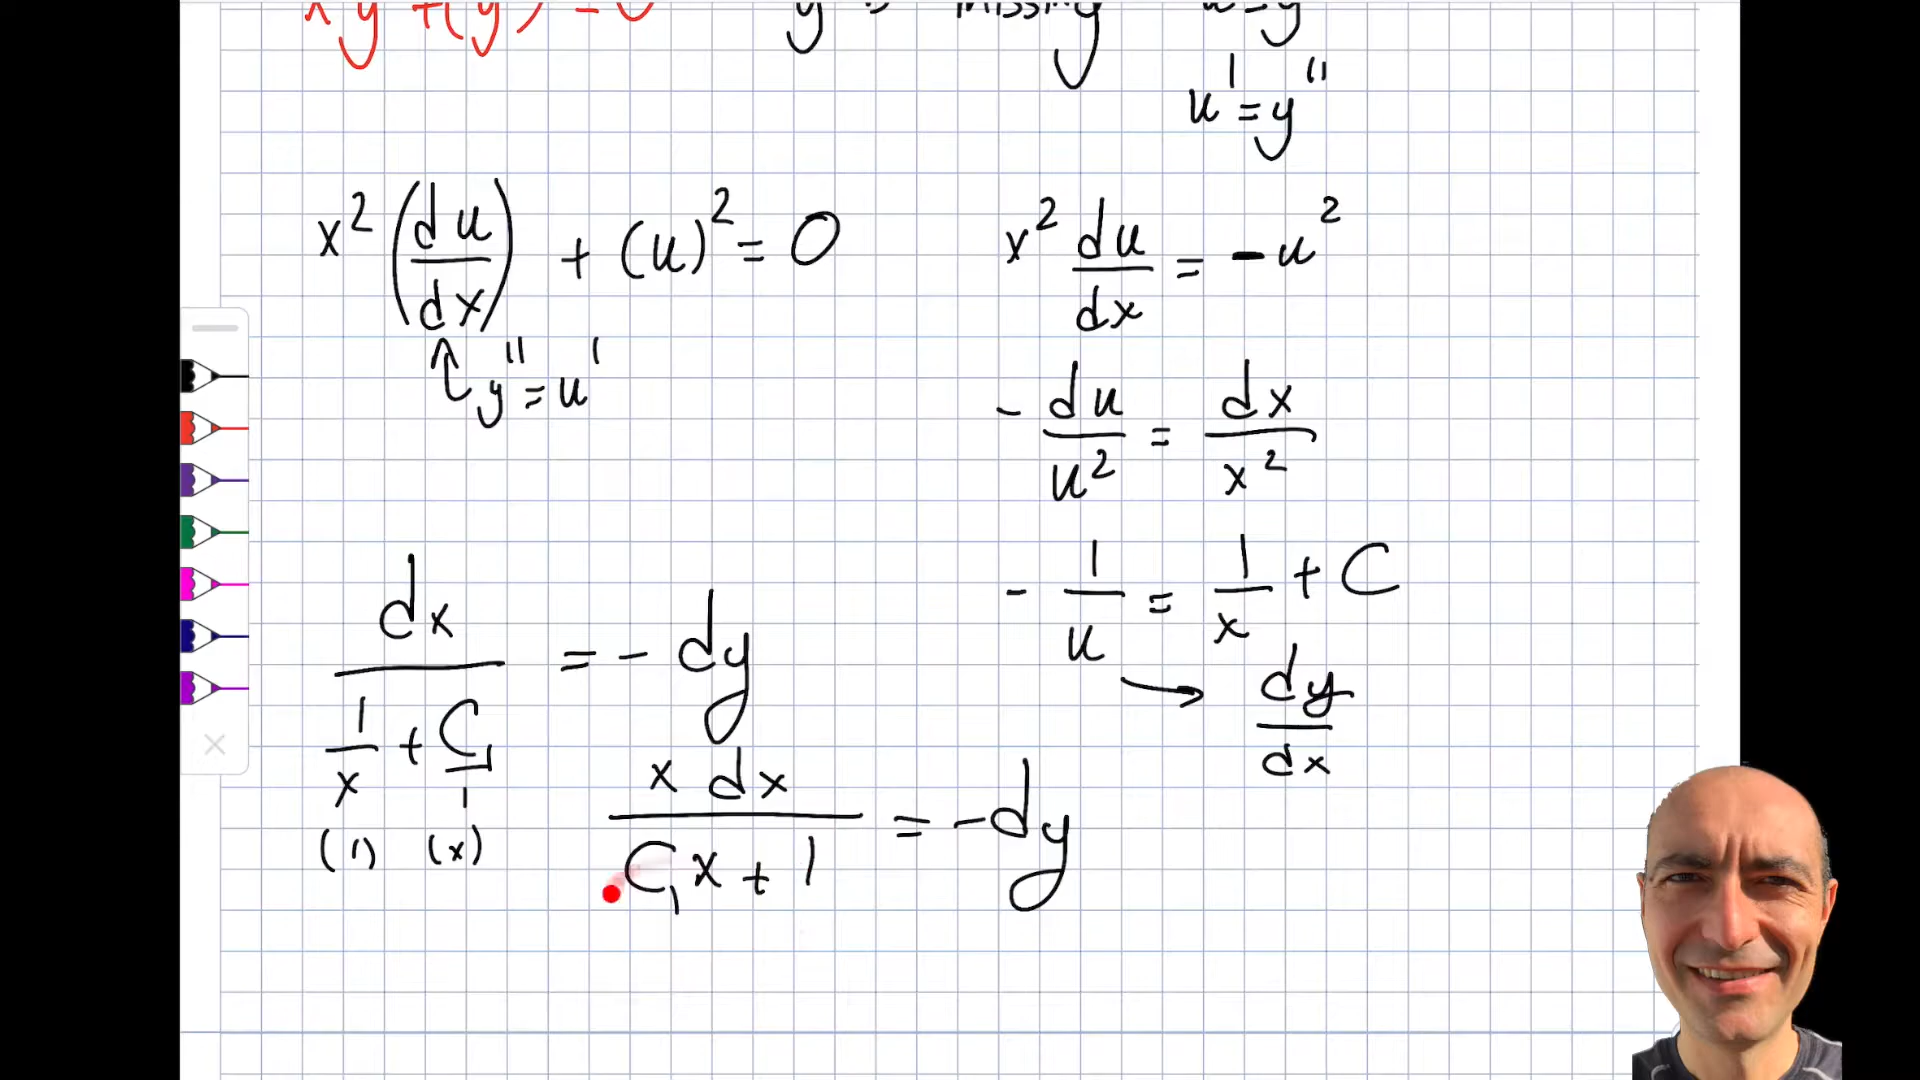 y missing
u' = y''
x² (du/dx) + (u)² = 0
y'' = u'
x² du/dx = -u²
- du/u² = dx/x²
- 1/u = 1/x + C
dy/dx
dx / (1/x + C₁) = - dy
(1) (x)
x dx / (C₁x + 1) = -dy